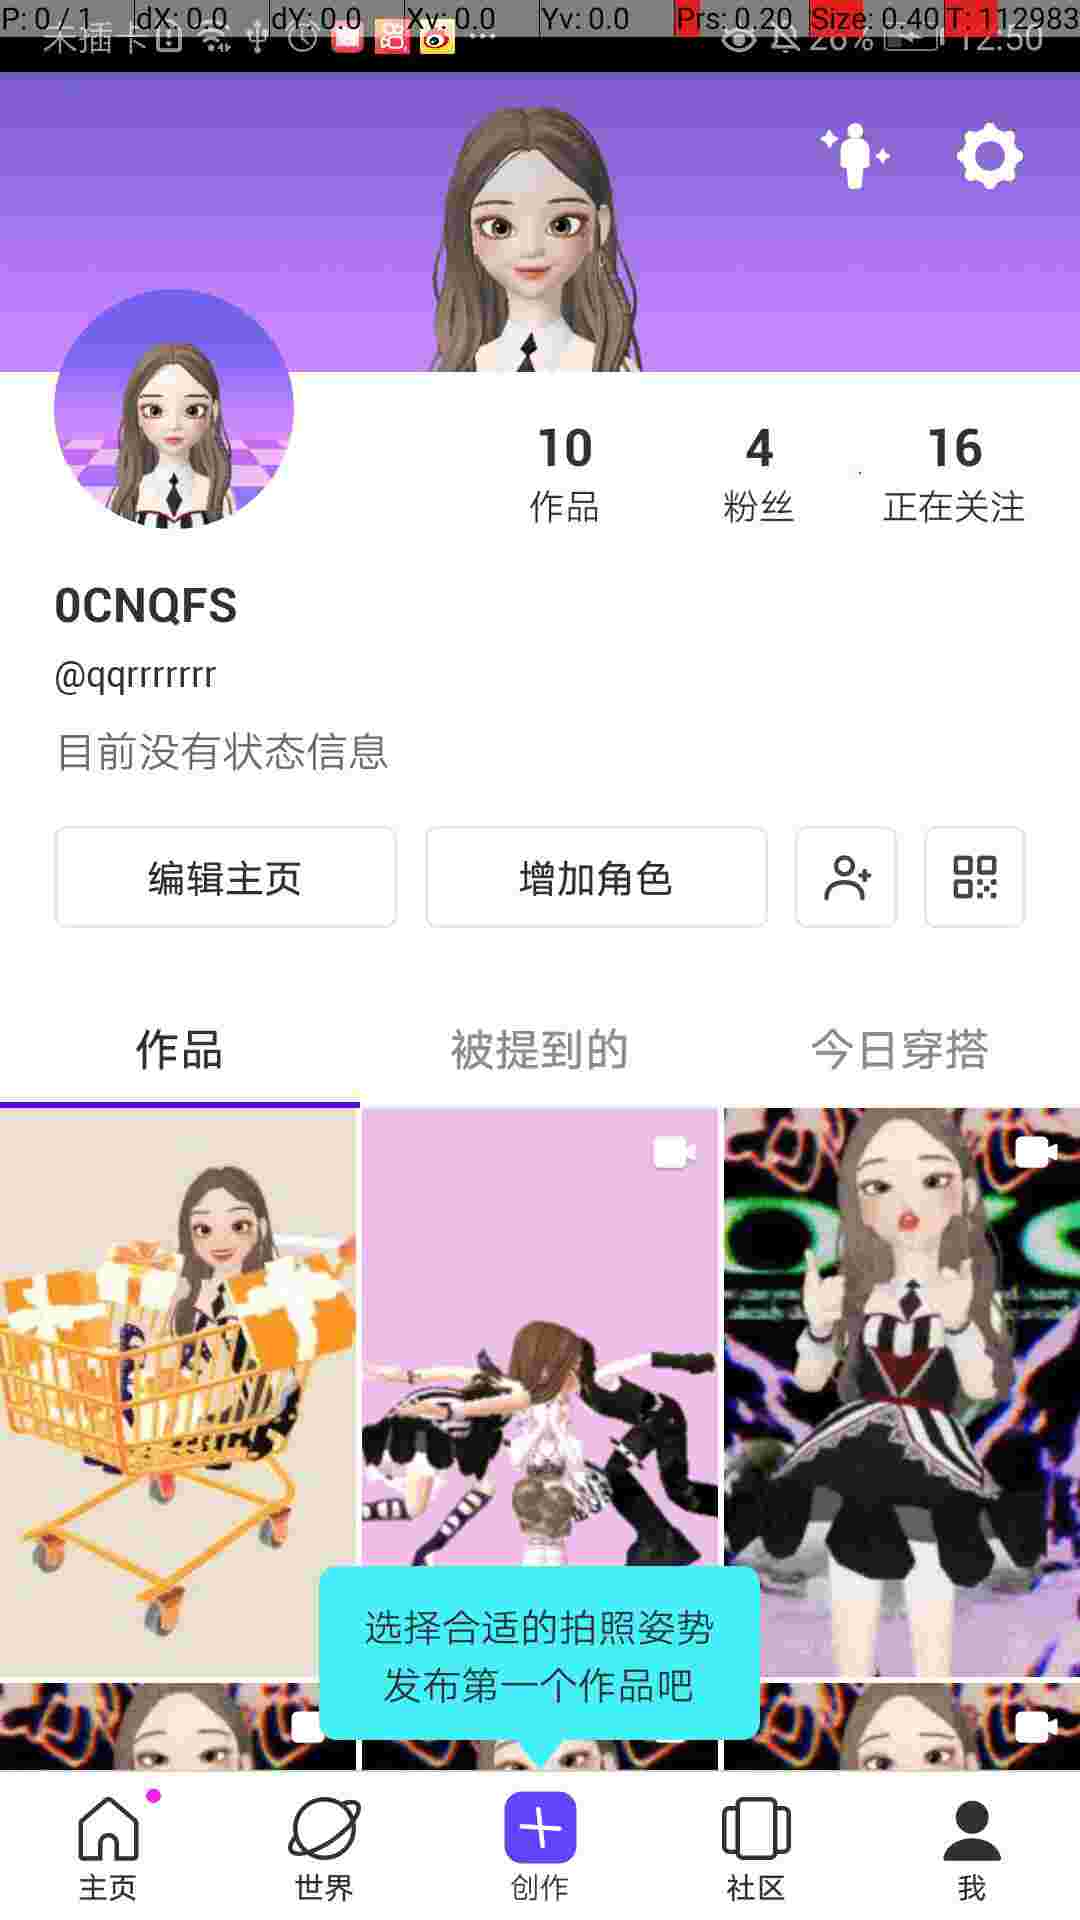 P: 0 / 1 dX: 0.0 dY: 0.0 Xv: 0.0 Yv: 0.0 Prs: 0.20 Size: 0.40 T: 112983
未插卡 26% 12:50
10 4 16
作品 粉丝 正在关注
0CNQFS
@qqrrrrrrr
目前没有状态信息
编辑主页 增加角色
作品 被提到的 今日穿搭
选择合适的拍照姿势
发布第一个作品吧
主页 世界 创作 社区 我